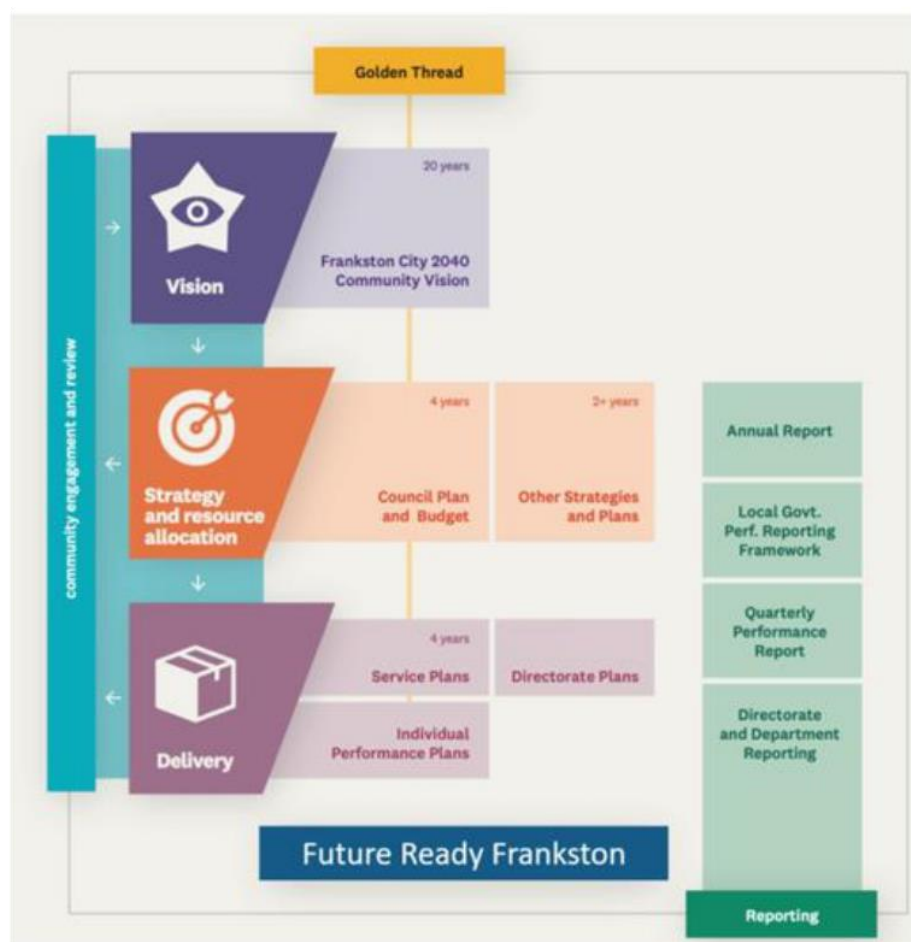 Golden Thread
community engagement and review
Vision
20 years
Frankston City 2040
Community Vision
Strategy
and resource
allocation
4 years
Council Plan
and Budget
2+ years
Other Strategies
and Plans
Delivery
4 years
Service Plans
Directorate Plans
Individual
Performance Plans
Annual Report
Local Govt.
Perf. Reporting
Framework
Quarterly
Performance
Report
Directorate
and Department
Reporting
Future Ready Frankston
Reporting